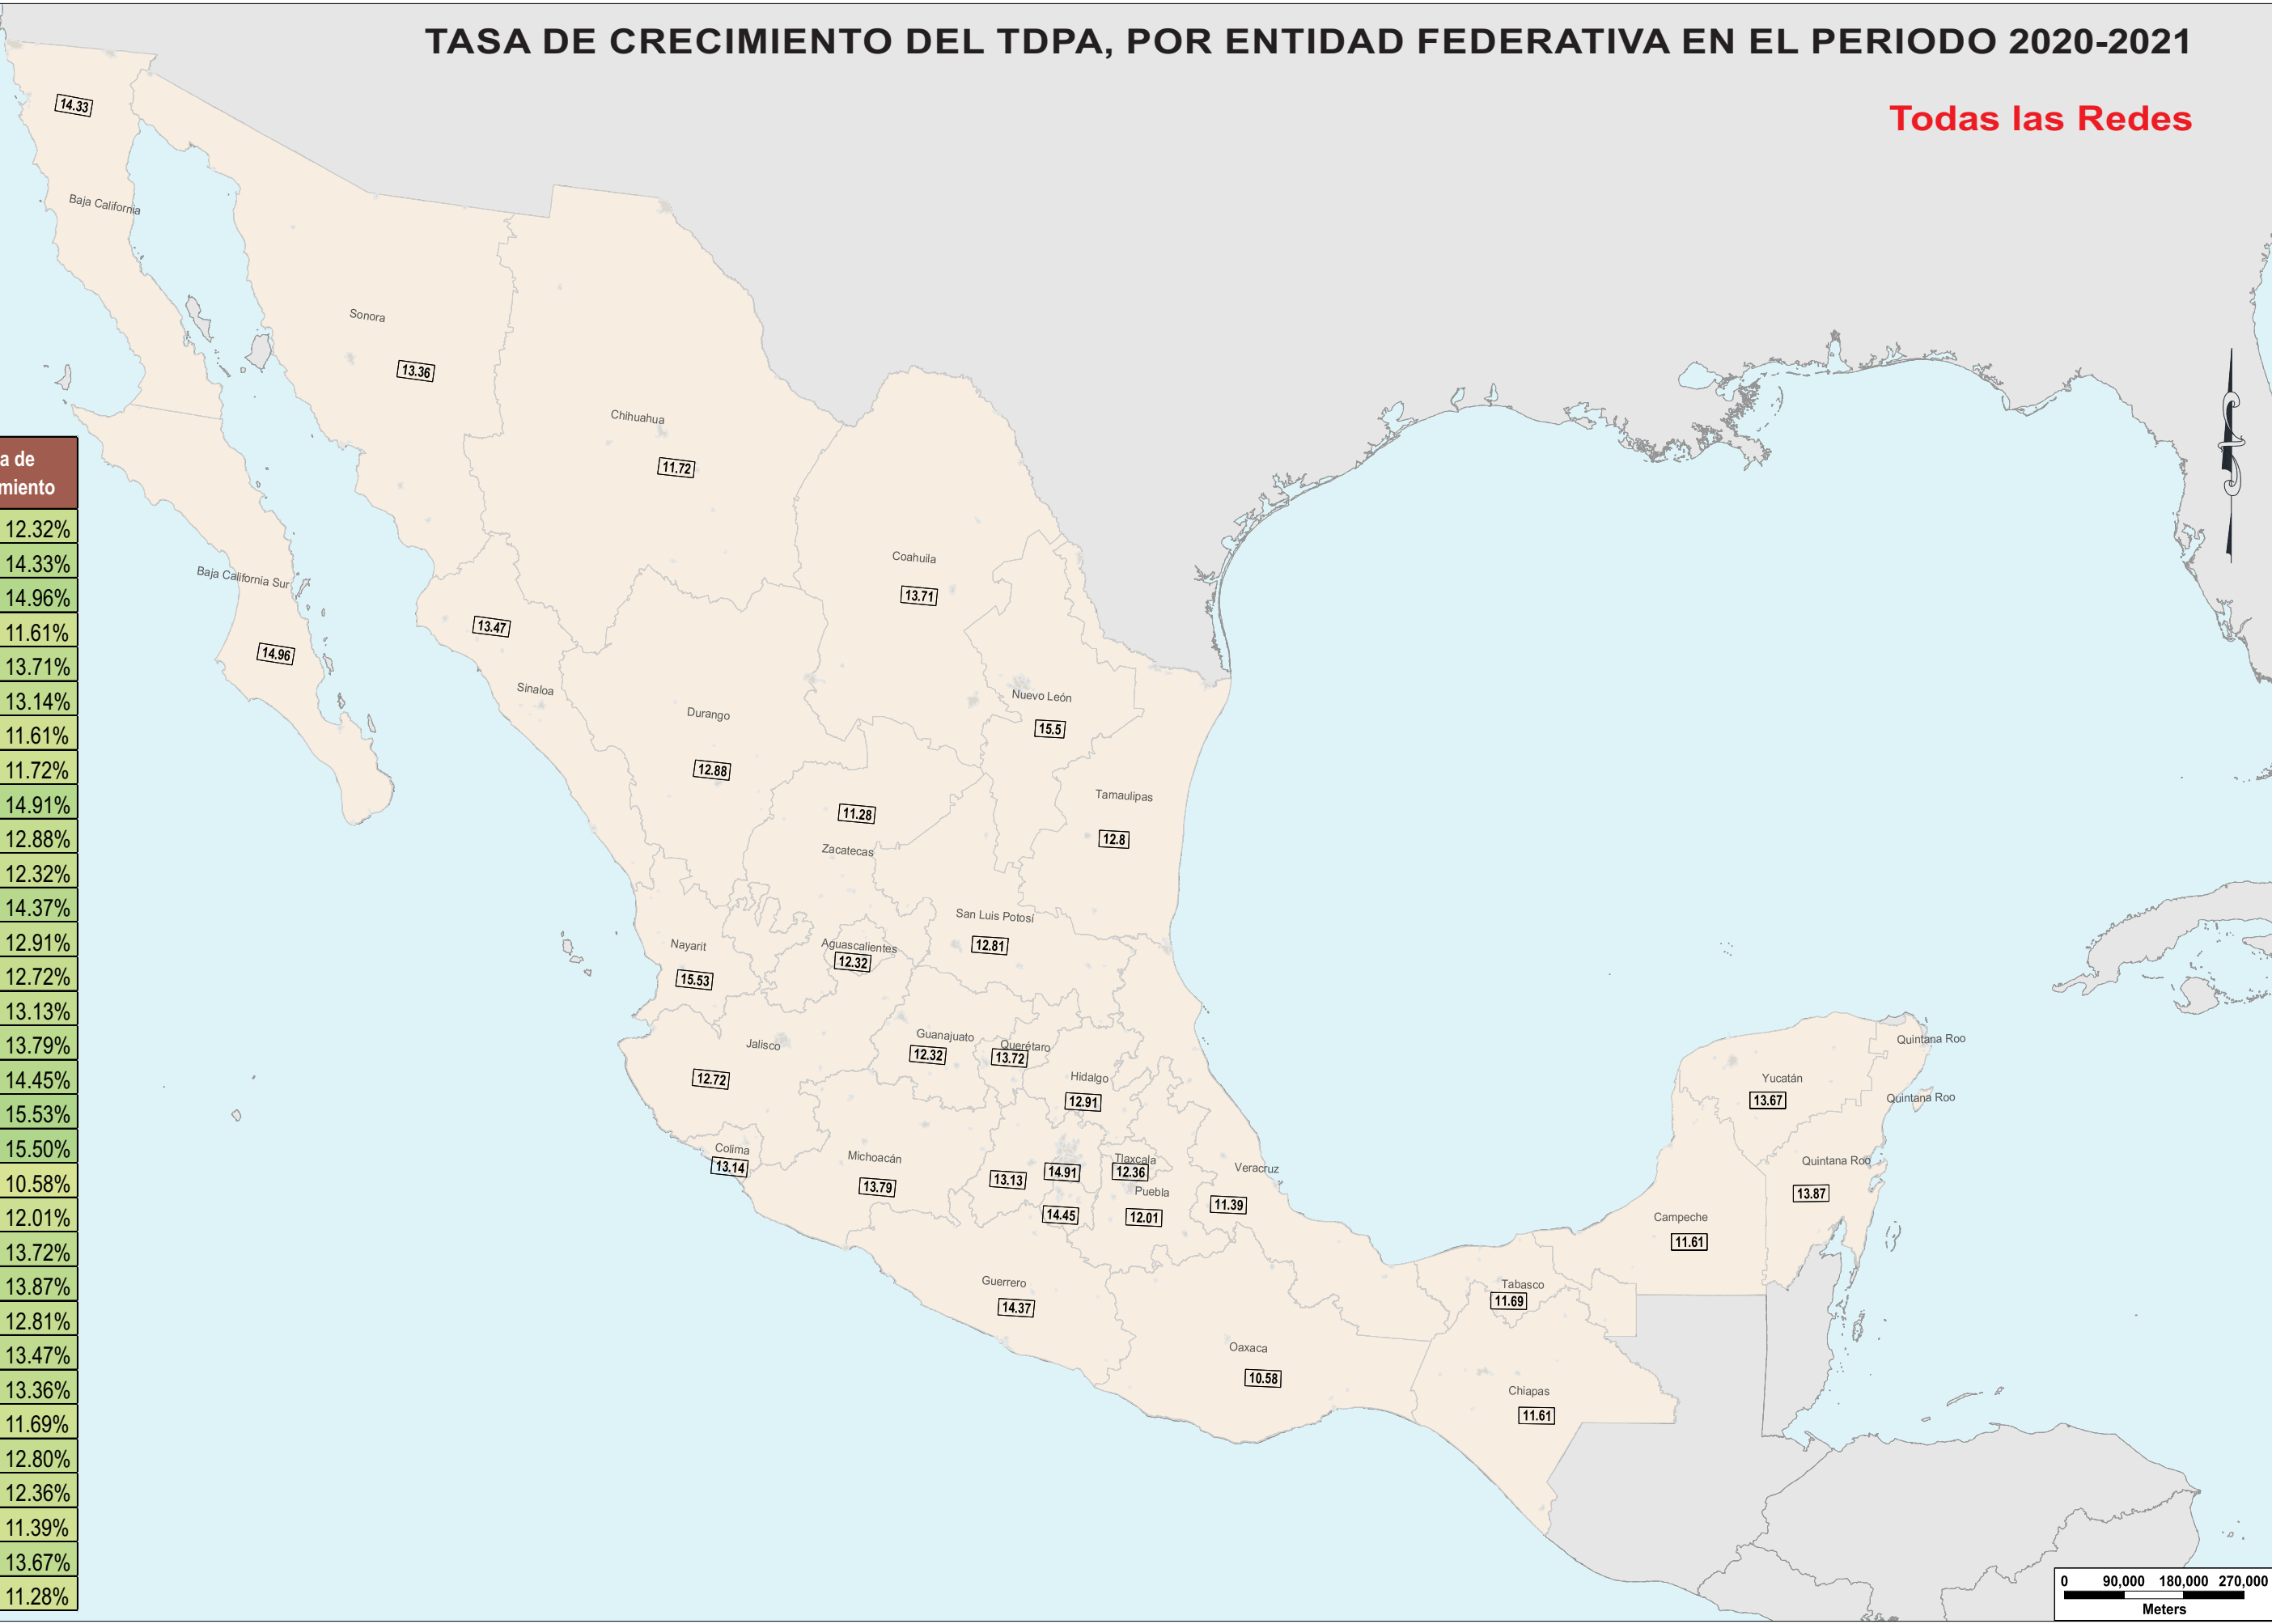 TASA DE CRECIMIENTO DEL TDPA, POR ENTIDAD FEDERATIVA EN EL PERIODO 2020-2021
Todas las Redes
14.33
Baja California
Sonora
13.36
Chihuahua
11.72
Coahuila
13.71
Baja California Sur
14.96
13.47
Sinaloa
Nuevo León
15.5
Durango
12.88
Tamaulipas
12.8
11.28
Zacatecas
San Luis Potosí
12.81
Nayarit
15.53
Aguascalientes
12.32
Jalisco
12.72
Guanajuato
12.32
Querétaro
13.72
Hidalgo
12.91
Colima
13.14
Michoacán
13.79
13.13
14.91
14.45
Tlaxcala
12.36
Puebla
12.01
Veracruz
11.39
Guerrero
14.37
Oaxaca
10.58
Tabasco
11.69
Chiapas
11.61
Campeche
11.61
Yucatán
13.67
Quintana Roo
Quintana Roo
Quintana Roo
13.87
a de
miento
12.32%
14.33%
14.96%
11.61%
13.71%
13.14%
11.61%
11.72%
14.91%
12.88%
12.32%
14.37%
12.91%
12.72%
13.13%
13.79%
14.45%
15.53%
15.50%
10.58%
12.01%
13.72%
13.87%
12.81%
13.47%
13.36%
11.69%
12.80%
12.36%
11.39%
13.67%
11.28%
0 90,000 180,000 270,000
Meters